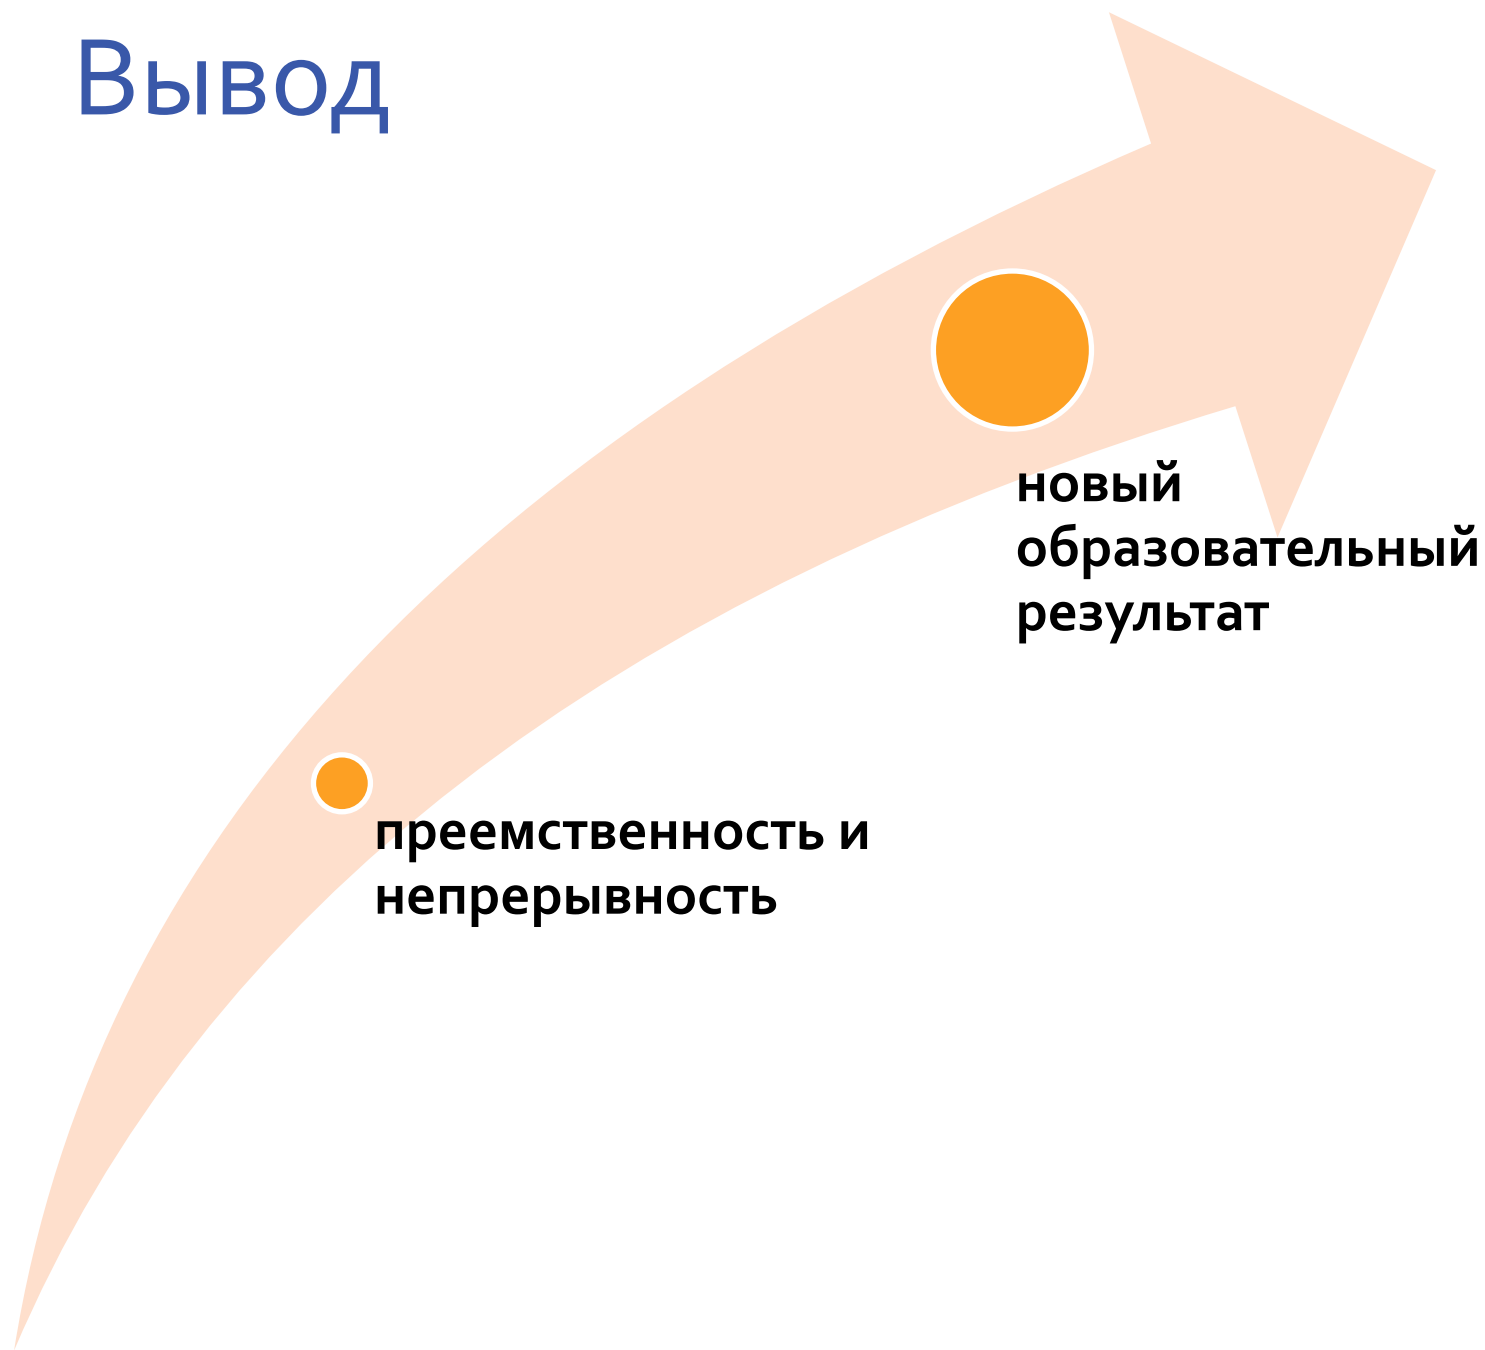 Вывод
новый
образовательный
результат
преемственность и
непрерывность